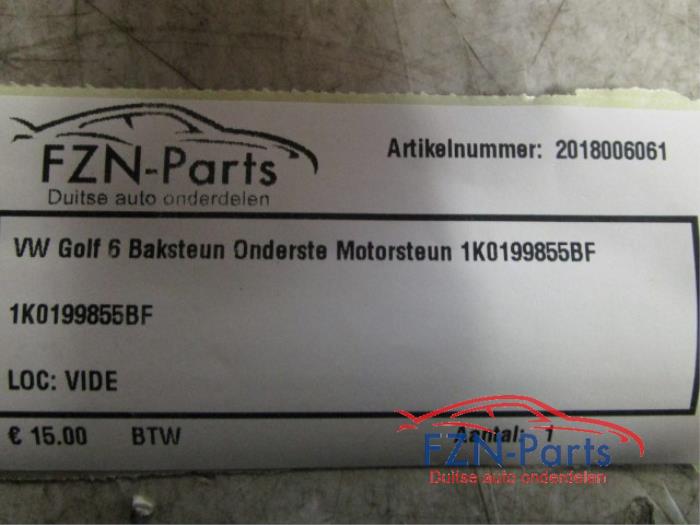 FZN-Parts
Duitse auto onderdelen
Artikelnummer: 2018006061
VW Golf 6 Baksteun Onderste Motorsteun 1K0199855BF
1K0199855BF
LOC: VIDE
€ 15.00 BTW Aantal: 1
FZN-Parts
Duitse auto onderdelen